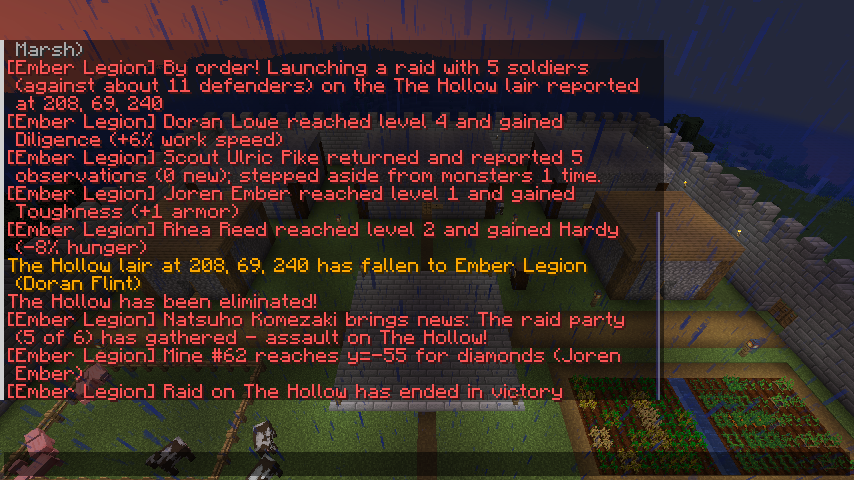 Marsh)
[Ember Legion] By order! Launching a raid with 5 soldiers
(against about 11 defenders) on the The Hollow lair reported
at 208, 69, 240
[Ember Legion] Doran Lowe reached level 4 and gained
Diligence (+6% work speed)
[Ember Legion] Scout Ulric Pike returned and reported 5
observations (0 new); stepped aside from monsters 1 time.
[Ember Legion] Joren Ember reached level 1 and gained
Toughness (+1 armor)
[Ember Legion] Rhea Reed reached level 2 and gained Hardy
(-8% hunger)
The Hollow lair at 208, 69, 240 has fallen to Ember Legion
(Doran Flint)
The Hollow has been eliminated!
[Ember Legion] Natsuho Komezaki brings news: The raid party
(5 of 6) has gathered - assault on The Hollow!
[Ember Legion] Mine #62 reaches y=-55 for diamonds (Joren
Ember)
[Ember Legion] Raid on The Hollow has ended in victory